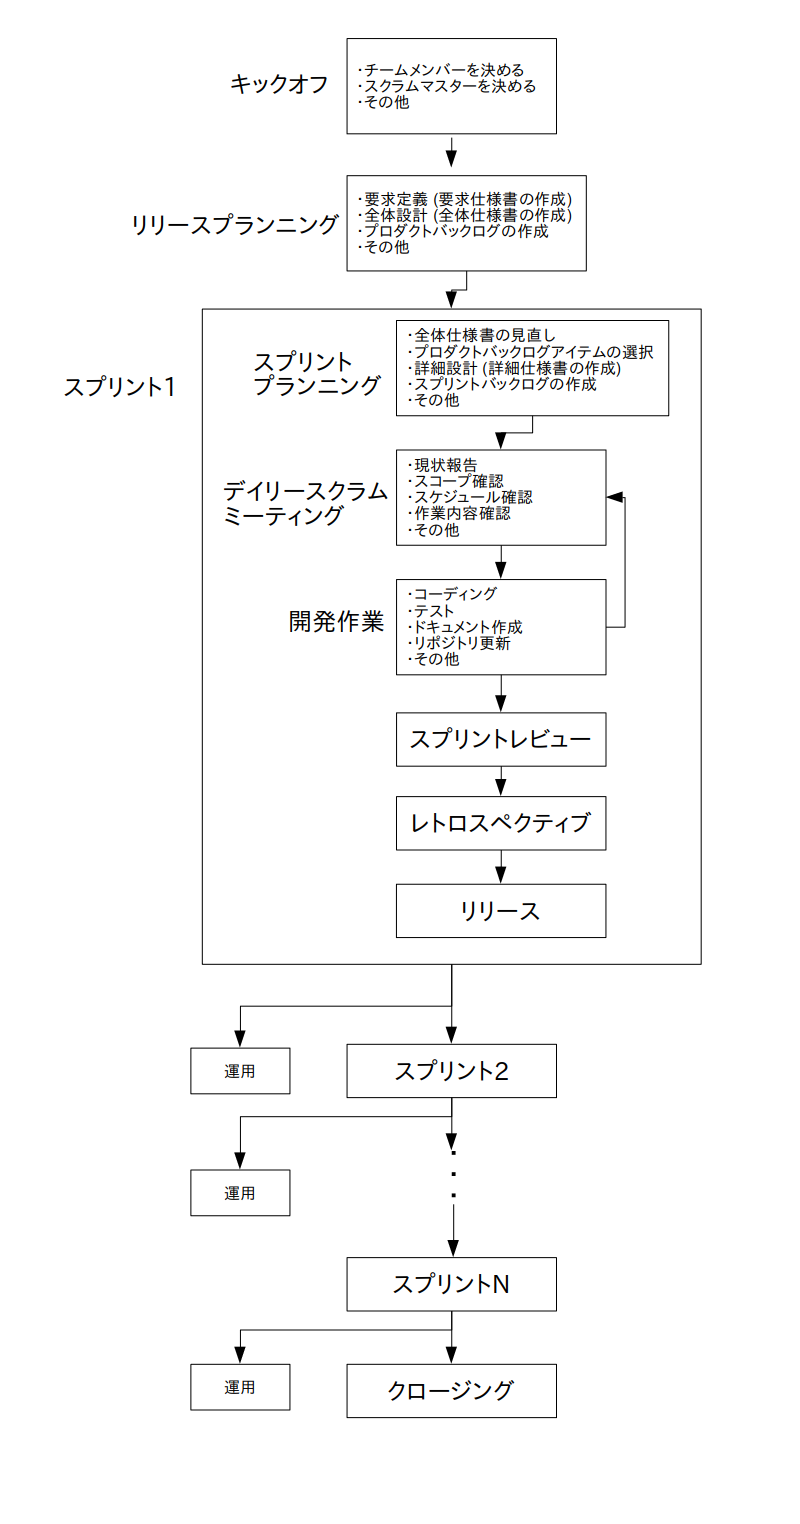 キックオフ
・チームメンバーを決める
・スクラムマスターを決める
・その他
リリースプランニング
・要求定義 (要求仕様書の作成)
・全体設計 (全体仕様書の作成)
・プロダクトバックログの作成
・その他
スプリント1
スプリント
プランニング
・全体仕様書の見直し
・プロダクトバックログアイテムの選択
・詳細設計 (詳細仕様書の作成)
・スプリントバックログの作成
・その他
デイリースクラム
ミーティング
・現状報告
・スコープ確認
・スケジュール確認
・作業内容確認
・その他
開発作業
・コーディング
・テスト
・ドキュメント作成
・リポジトリ更新
・その他
スプリントレビュー
レトロスペクティブ
リリース
運用
スプリント2
運用
スプリントN
運用
クロージング